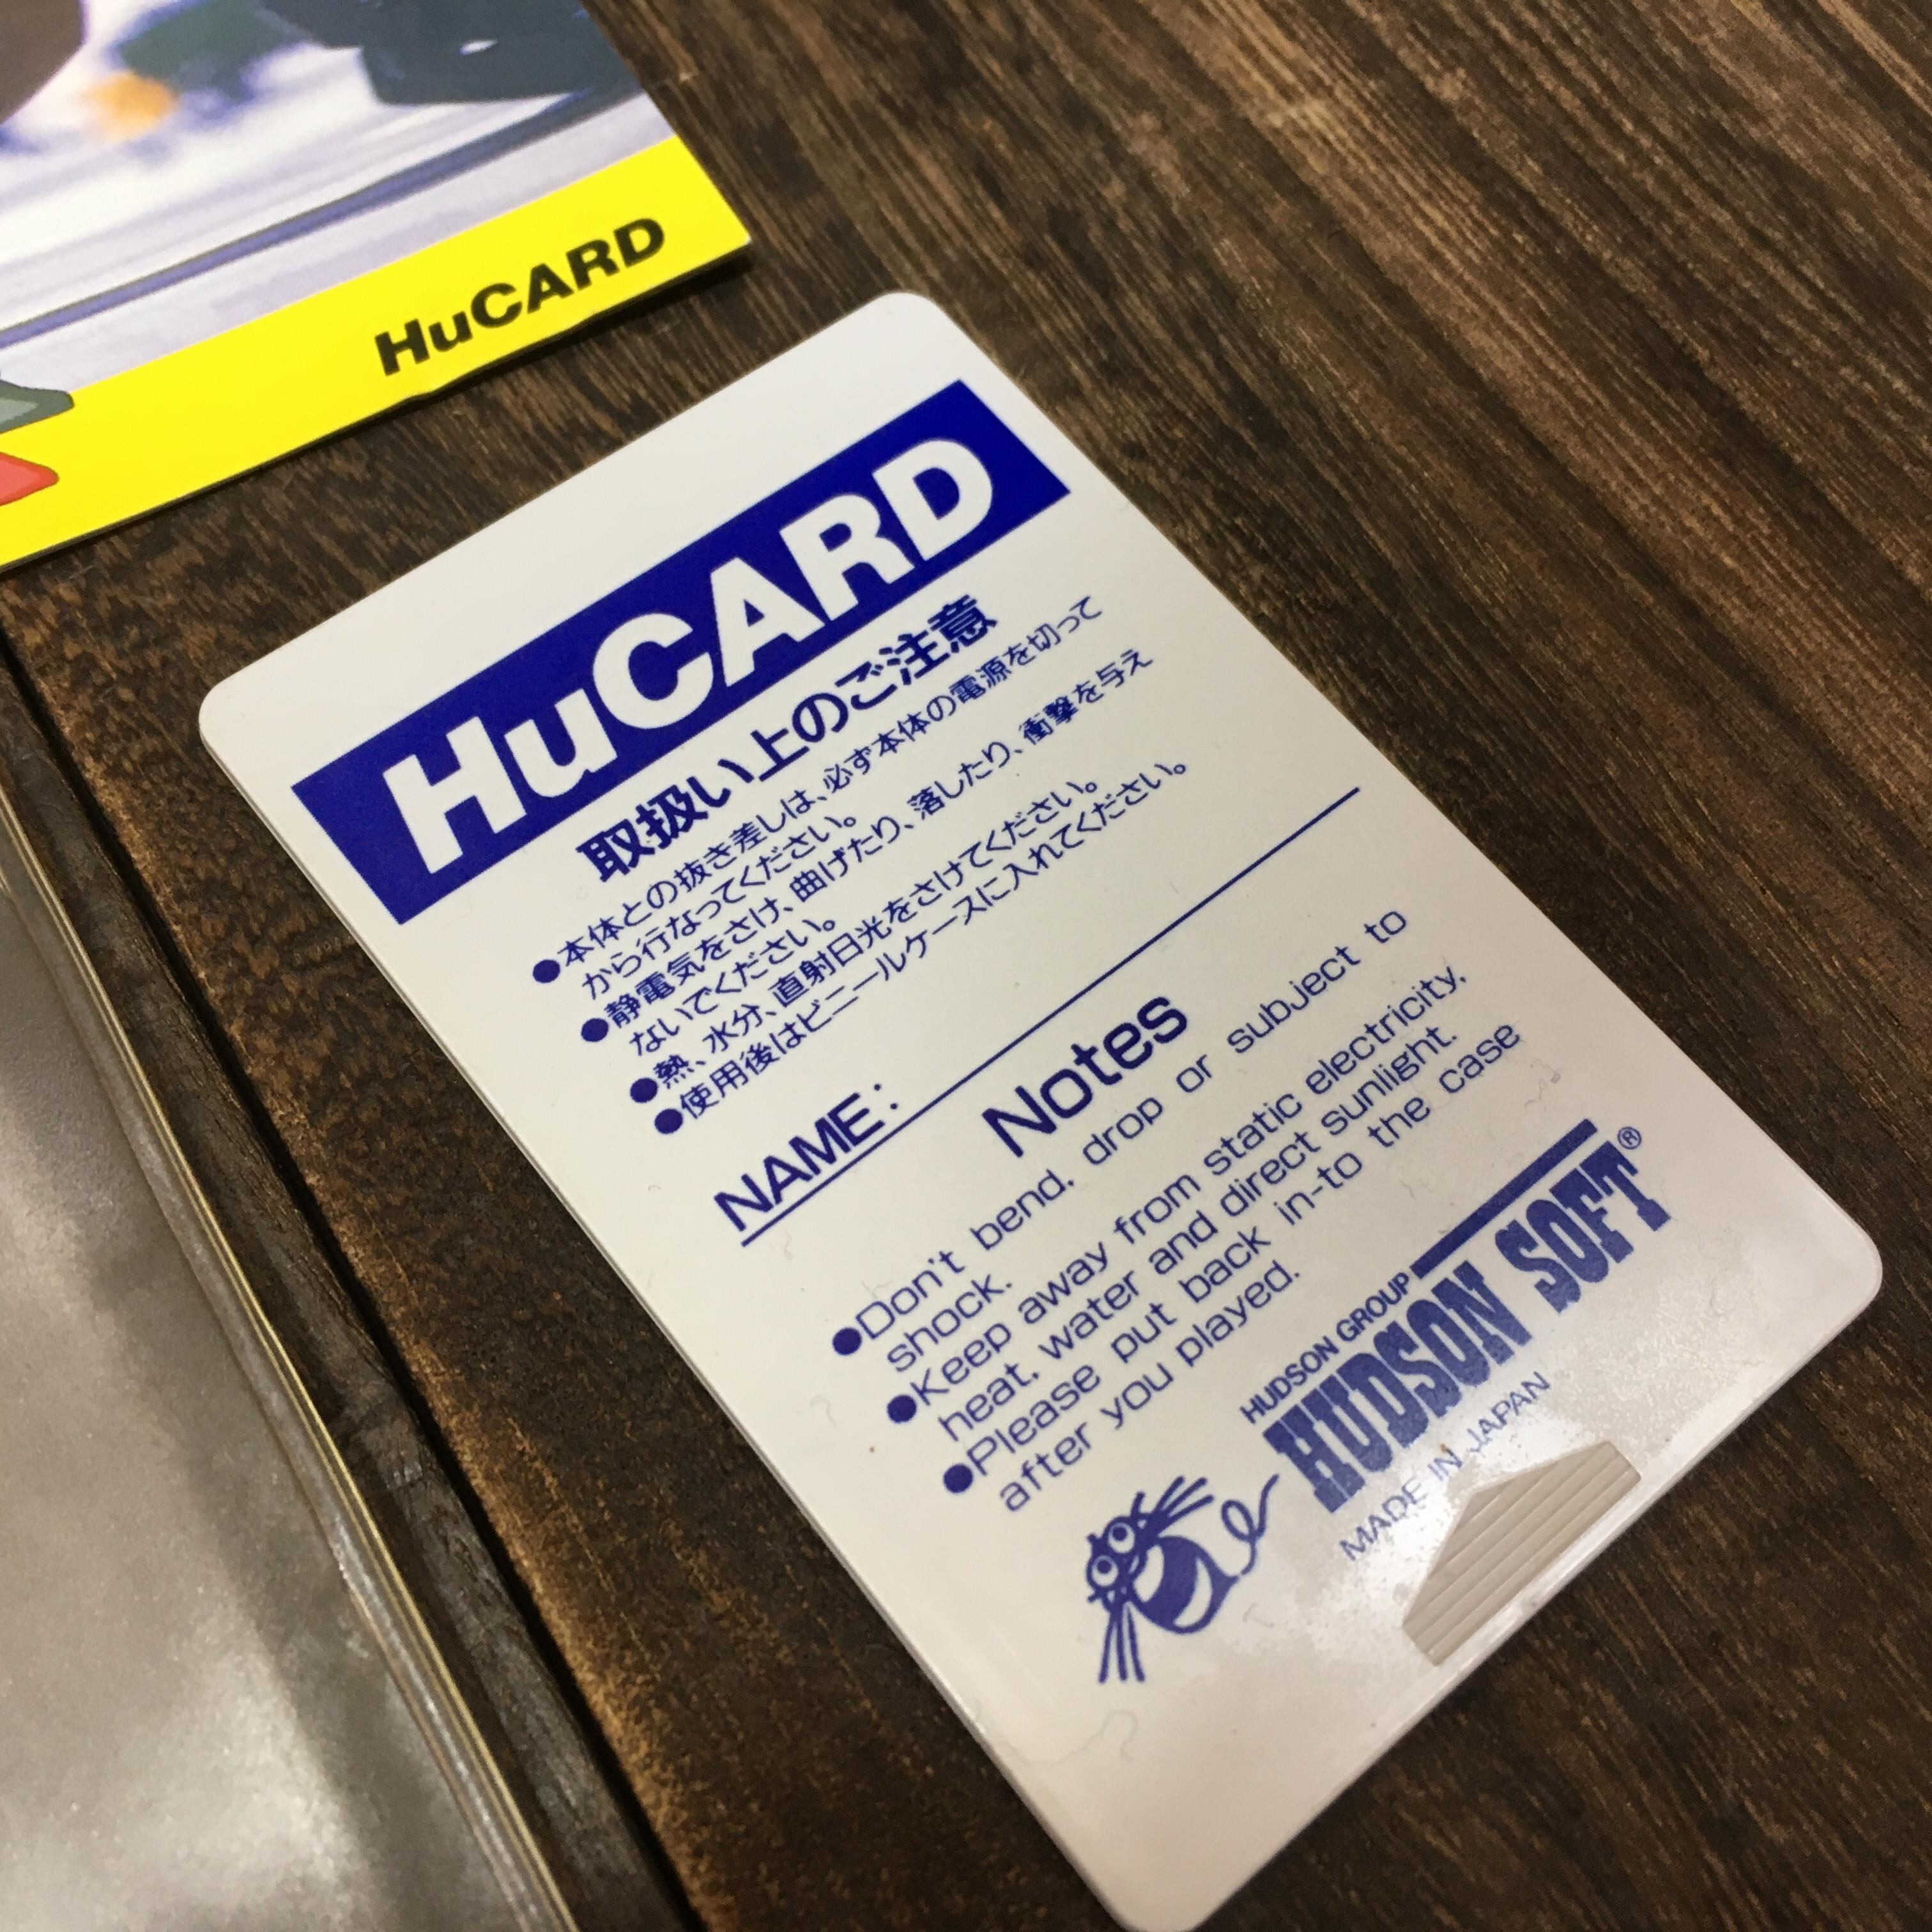 HuCARD
HuCARD
取扱い上のご注意
●本体との抜き差しは、必ず本体の電源を切って
から行なってください。
●静電気をさけ、曲げたり、落したり、衝撃を与え
ないでください。
●熱、水分、直射日光をさけてください。
●使用後はビニールケースに入れてください。
NAME:
Notes
●Don't bend, drop or subject to
shock.
●Keep away from static electricity,
heat, water and direct sunlight.
●Please put back in-to the case
after you played.
HUDSON GROUP
HUDSON SOFT®
MADE IN JAPAN